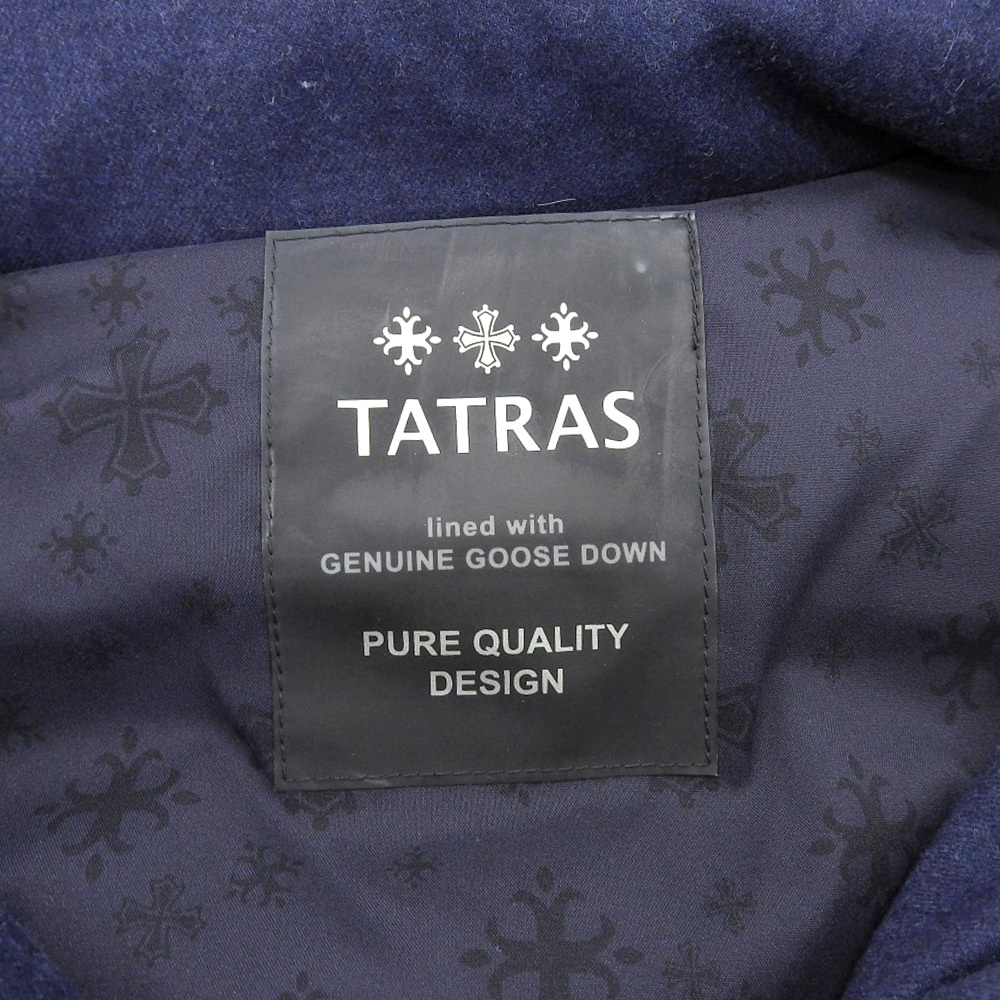 TATRAS
lined with
GENUINE GOOSE DOWN
PURE QUALITY
DESIGN